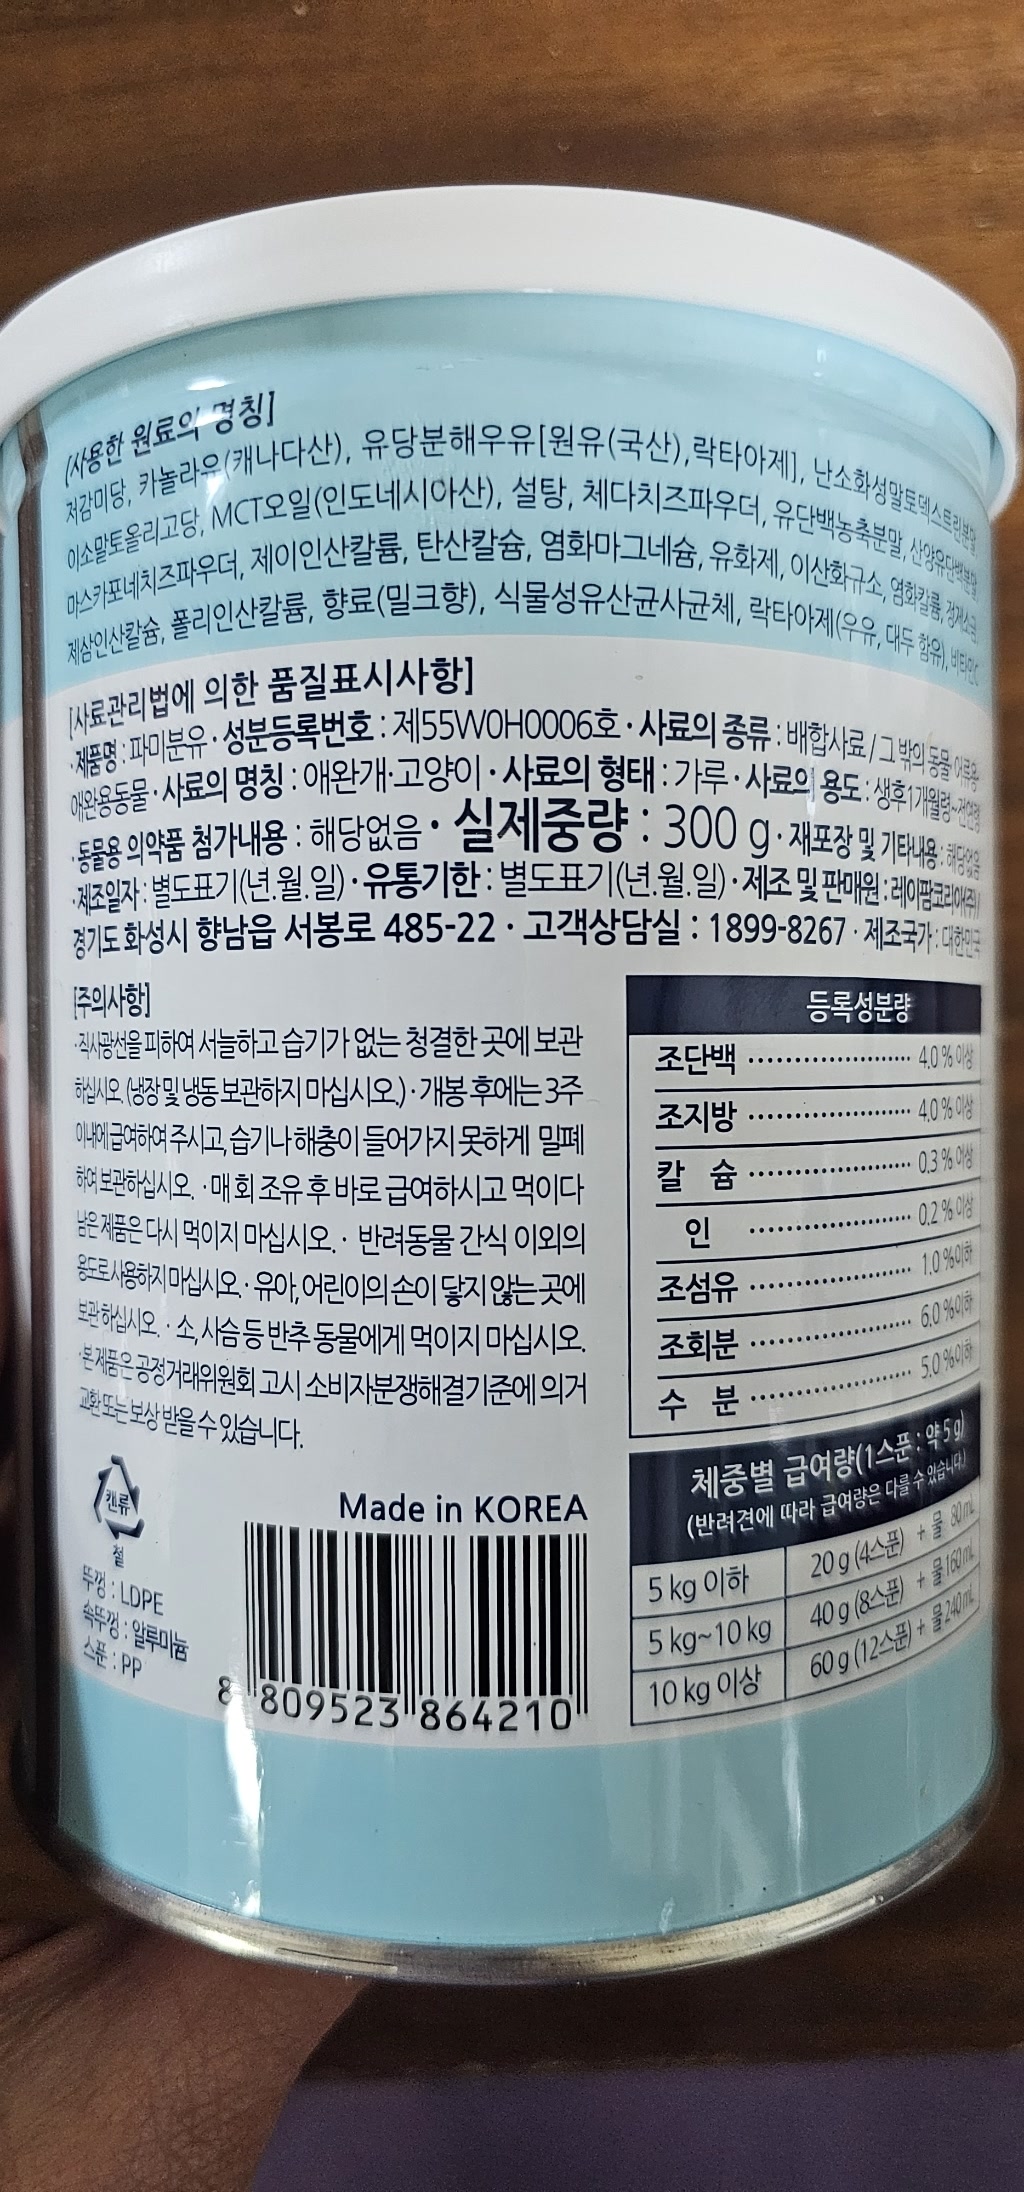 [사용한 원료의 명칭]
저감미당, 카놀라유(캐나다산), 유당분해우유[원유(국산),락타아제], 난소화성말토덱스트린분말,
이소말토올리고당, MCT오일(인도네시아산), 설탕, 체다치즈파우더, 유단백농축분말, 산양유단백분말,
마스카포네치즈파우더, 제이인산칼륨, 탄산칼슘, 염화마그네슘, 유화제, 이산화규소, 염화칼륨, 정제소금,
제삼인산칼슘, 폴리인산칼륨, 향료(밀크향), 식물성유산균사균체, 락타아제(우유, 대두 함유), 비타민C
[사료관리법에 의한 품질표시사항]
·제품명 : 파미분유 · 성분등록번호 : 제55W0H0006호 · 사료의 종류 : 배합사료 / 그 밖의 동물·어류용
애완용동물 · 사료의 명칭 : 애완개·고양이 · 사료의 형태 : 가루 · 사료의 용도 : 생후1개월령~전연령
· 동물용 의약품 첨가내용 : 해당없음 · 실제중량 : 300 g · 재포장 및 기타내용 : 해당없음
·제조일자 : 별도표기(년.월.일) · 유통기한 : 별도표기(년.월.일) · 제조 및 판매원 : 레이팜코리아(주)/
경기도 화성시 향남읍 서봉로 485-22 · 고객상담실 : 1899-8267 · 제조국가 : 대한민국
[주의사항]
·직사광선을 피하여 서늘하고 습기가 없는 청결한 곳에 보관
하십시오. (냉장 및 냉동 보관하지 마십시오.) · 개봉 후에는 3주
이내에 급여하여 주시고, 습기나 해충이 들어가지 못하게 밀폐
하여 보관하십시오. · 매 회 조유 후 바로 급여하시고 먹이다
남은 제품은 다시 먹이지 마십시오. · 반려동물 간식 이외의
용도로 사용하지 마십시오. · 유아, 어린이의 손이 닿지 않는 곳에
보관 하십시오. · 소, 사슴 등 반추 동물에게 먹이지 마십시오.
·본 제품은 공정거래위원회 고시 소비자분쟁해결기준에 의거
교환 또는 보상 받을 수 있습니다.
등록성분량
조단백 4.0 % 이상
조지방 4.0 % 이상
칼 슘 0.3 % 이상
인 0.2 % 이상
조섬유 1.0 % 이하
조회분 6.0 % 이하
수 분 5.0 % 이하
체중별 급여량(1스푼 : 약 5 g)
(반려견에 따라 급여량은 다를 수 있습니다.)
5 kg 이하 20 g (4스푼) + 물 80 mL
5 kg~10 kg 40 g (8스푼) + 물 160 mL
10 kg 이상 60 g (12스푼) + 물 240 mL
캔류
철
뚜껑 : LDPE
속뚜껑 : 알루미늄
스푼 : PP
Made in KOREA
8 809523 864210